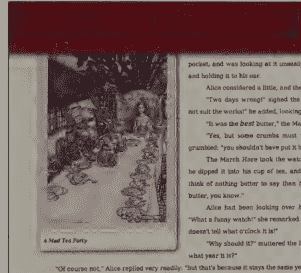 pocket, and was looking at it uneasily
and holding it to his ear.
Alice considered a little, and the
"Two days wrong!" sighed the
not suit the works!" he added, looking
"It was the best butter," the Ma
"Yes, but some crumbs must
grumbled: "you shouldn't have put it i
The March Hare took the watc
he dipped it into his cup of tea, and
think of nothing better to say than
butter, you know."
Alice had been looking over
"What a funny watch!" she remarked
doesn't tell what o'clock it is!"
"Why should it?" muttered the
what year it is?"
"Of course not," Alice replied very readily: "but that's because it stays the same ye
A Mad Tea Party